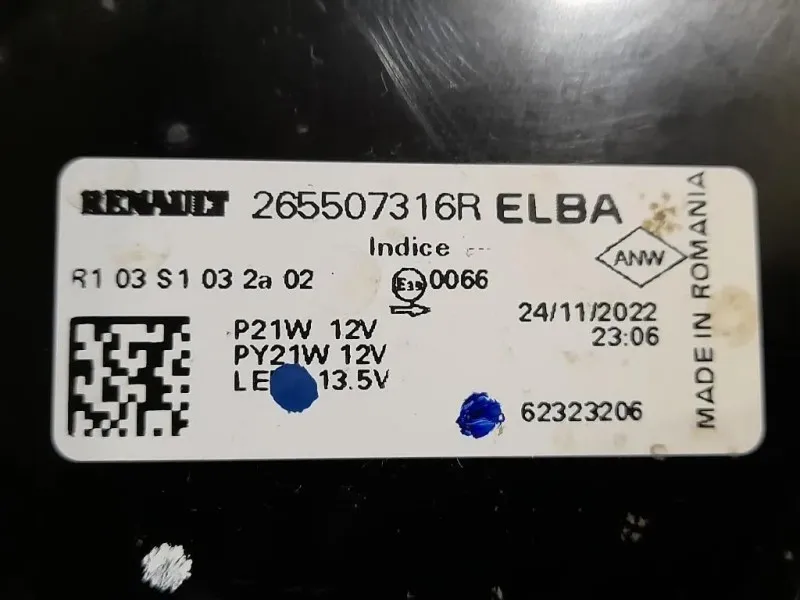 RENAULT 265507316R ELBA
Indice
R1 03 S1 03 2a 02
0066
ANW
P21W 12V
PY21W 12V
LE 13.5V
24/11/2022
23:06
62323206
MADE IN ROMANIA